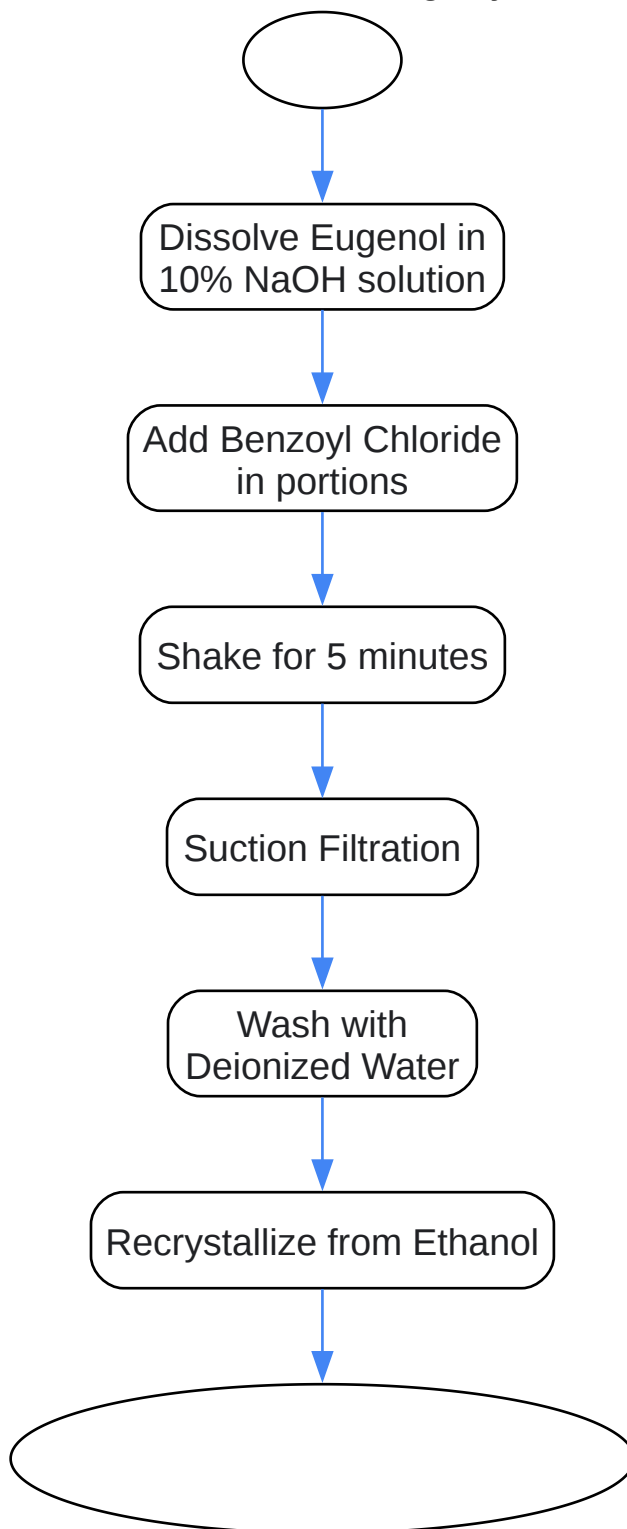 Dissolve Eugenol in
10% NaOH solution
Add Benzoyl Chloride
in portions
Shake for 5 minutes
Suction Filtration
Wash with
Deionized Water
Recrystallize from Ethanol